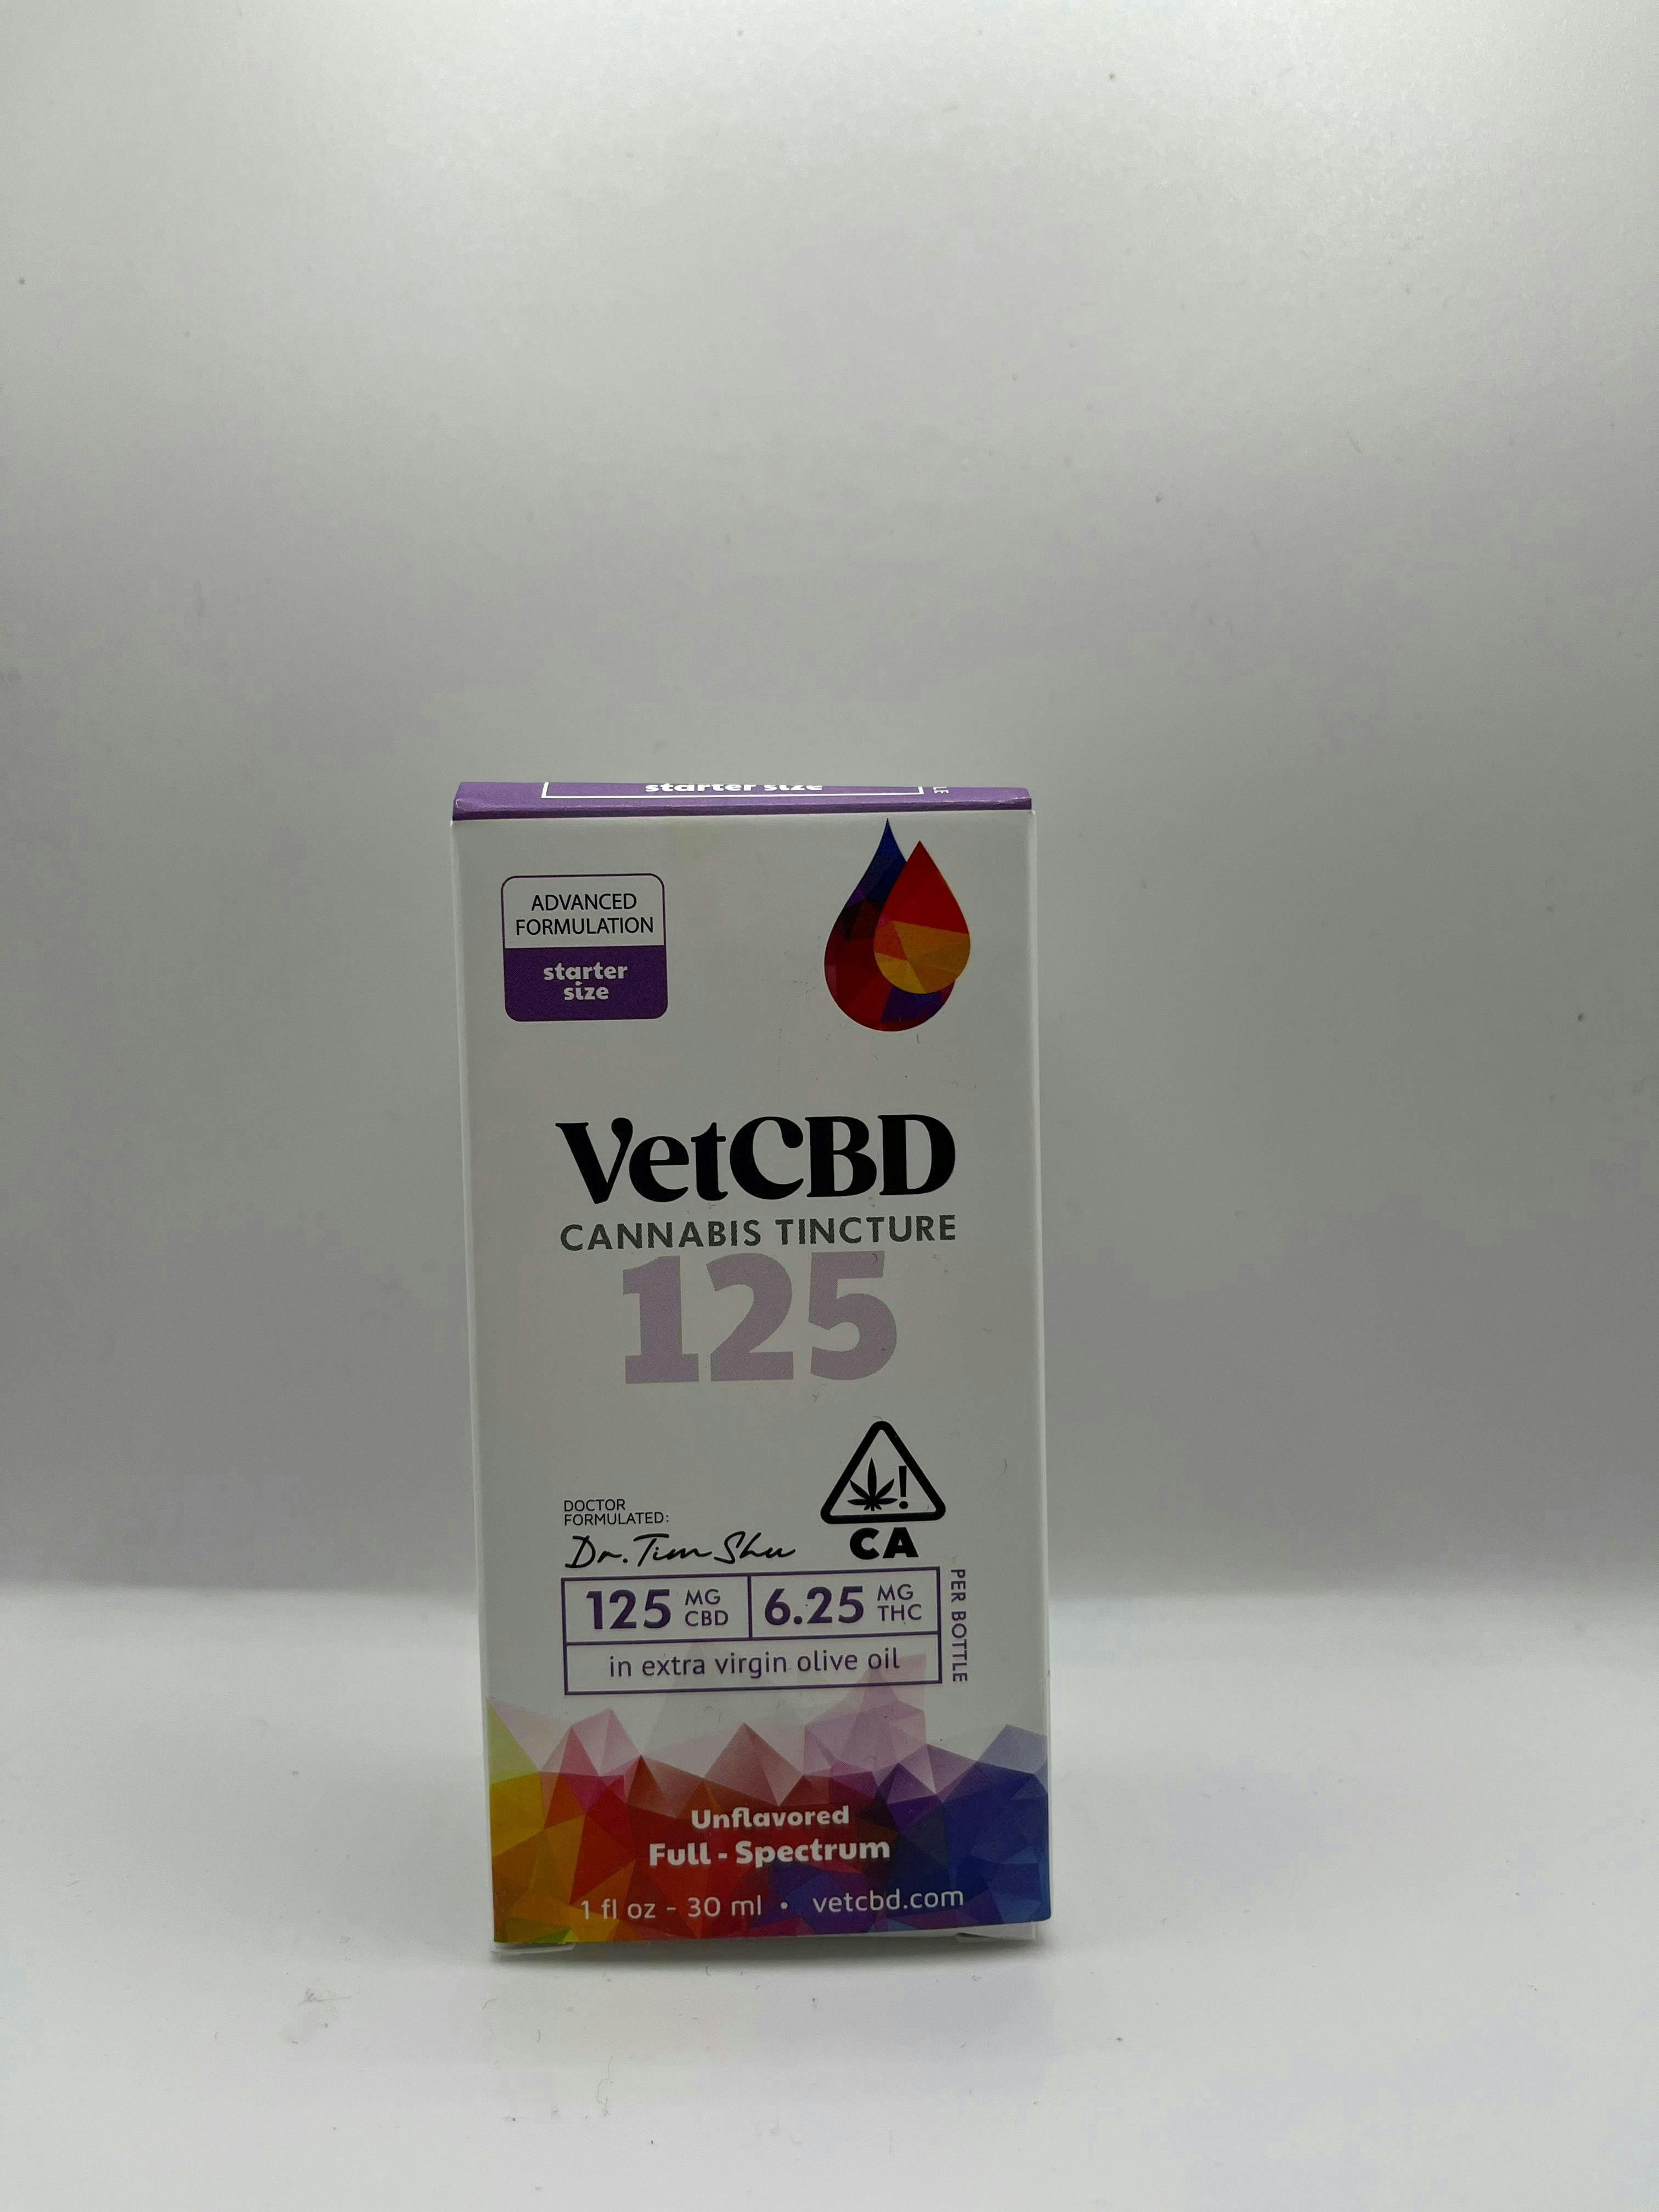 starter size
ADVANCED
FORMULATION
starter
size
VetCBD
CANNABIS TINCTURE
125
DOCTOR
FORMULATED:
Dr. Tim Shu
CA
125 MG CBD
6.25 MG THC
PER BOTTLE
in extra virgin olive oil
Unflavored
Full - Spectrum
1 fl oz - 30 ml • vetcbd.com